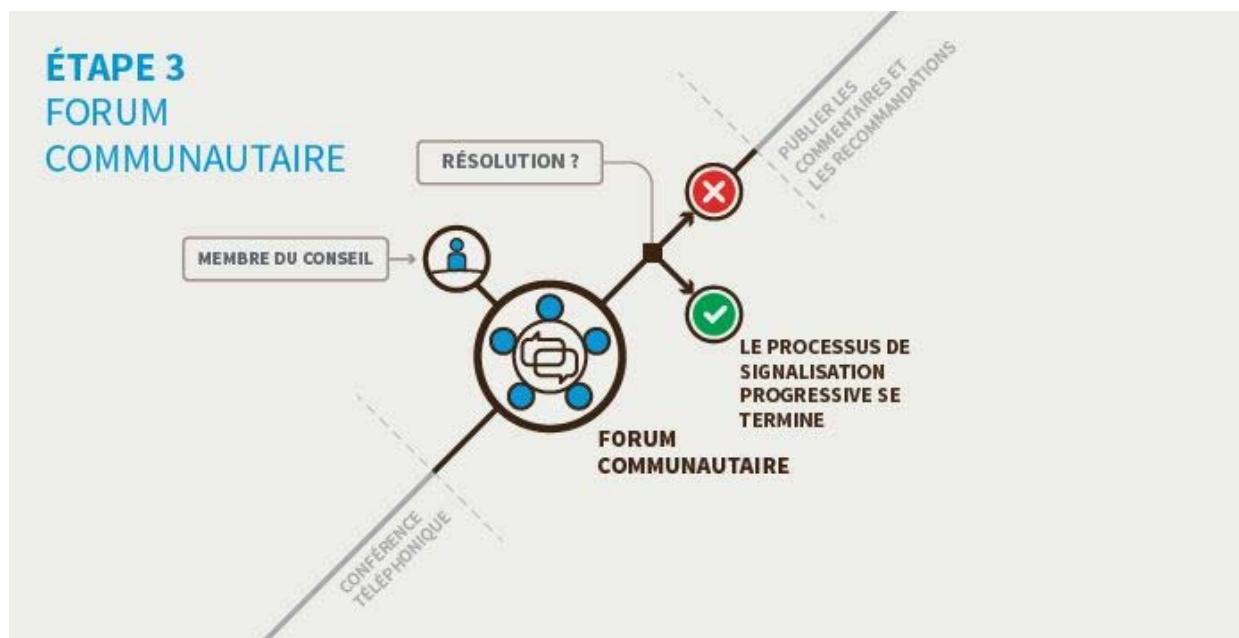 ÉTAPE 3
FORUM
COMMUNAUTAIRE
RÉSOLUTION ?
MEMBRE DU CONSEIL
PUBLIER LES
COMMENTAIRES ET
LES RECOMMANDATIONS
LE PROCESSUS DE
SIGNALISATION
PROGRESSIVE SE
TERMINE
FORUM
COMMUNAUTAIRE
CONFÉRENCE
TÉLÉPHONIQUE